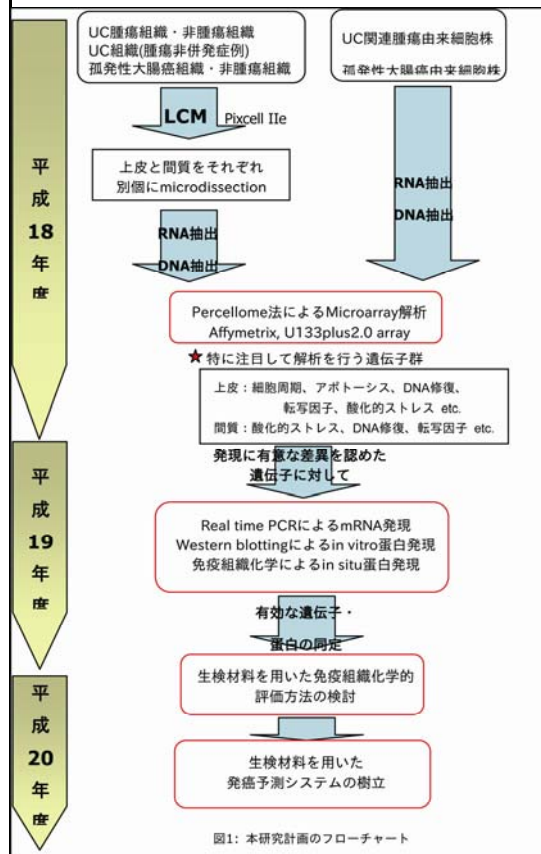 UC腫瘍組織・非腫瘍組織
UC組織(腫瘍非併発症例)
孤発性大腸癌組織・非腫瘍組織
UC関連腫瘍由来細胞株
孤発性大腸癌由来細胞株
LCM Pixcell IIe
上皮と間質をそれぞれ
別個にmicrodissection
RNA抽出
DNA抽出
RNA抽出
DNA抽出
平成18年度
Percellome法によるMicroarray解析
Affymetrix, U133plus2.0 array
★特に注目して解析を行う遺伝子群
上皮：細胞周期、アポトーシス、DNA修復、
転写因子、酸化的ストレス etc.
間質：酸化的ストレス、DNA修復、転写因子 etc.
発現に有意な差異を認めた
遺伝子に対して
平成19年度
Real time PCRによるmRNA発現
Western blottingによるin vitro蛋白発現
免疫組織化学によるin situ蛋白発現
有効な遺伝子・
蛋白の同定
平成20年度
生検材料を用いた免疫組織化学的
評価方法の検討
生検材料を用いた
発癌予測システムの樹立
図1: 本研究計画のフローチャート